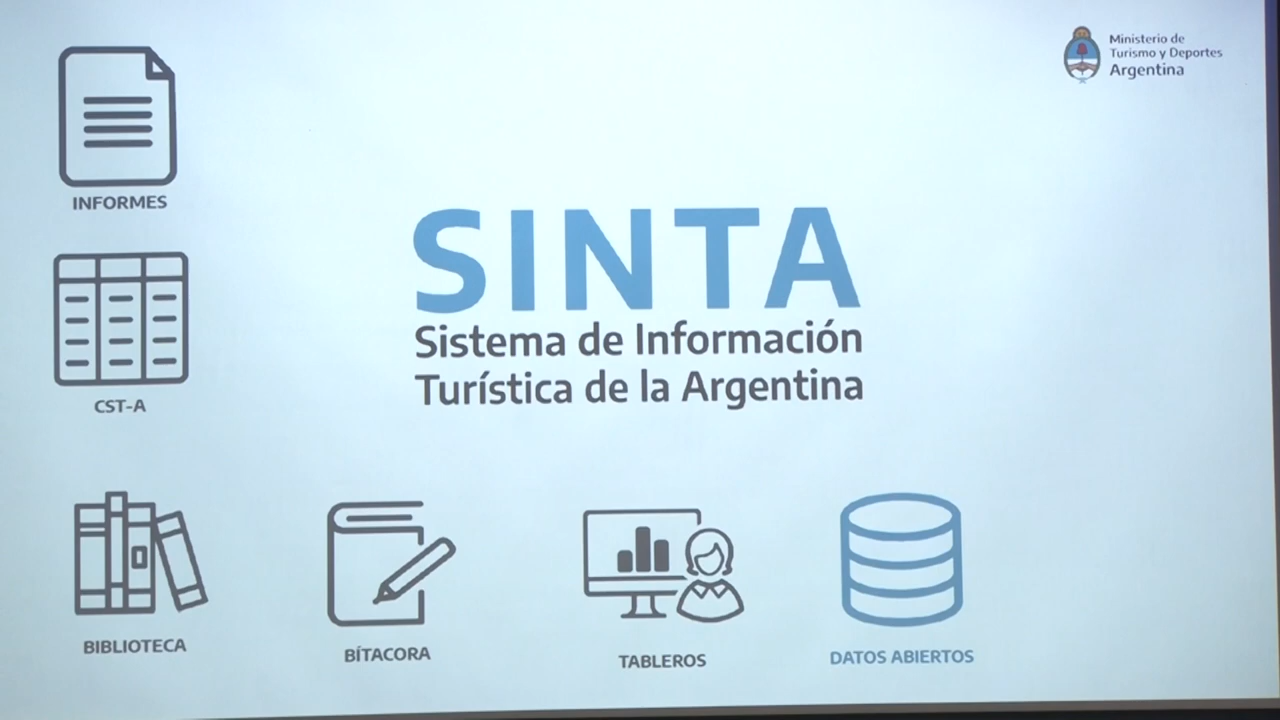 Ministerio de
Turismo y Deportes
Argentina
INFORMES
SINTA
Sistema de Información
Turística de la Argentina
CST-A
BIBLIOTECA
BÍTACORA
TABLEROS
DATOS ABIERTOS